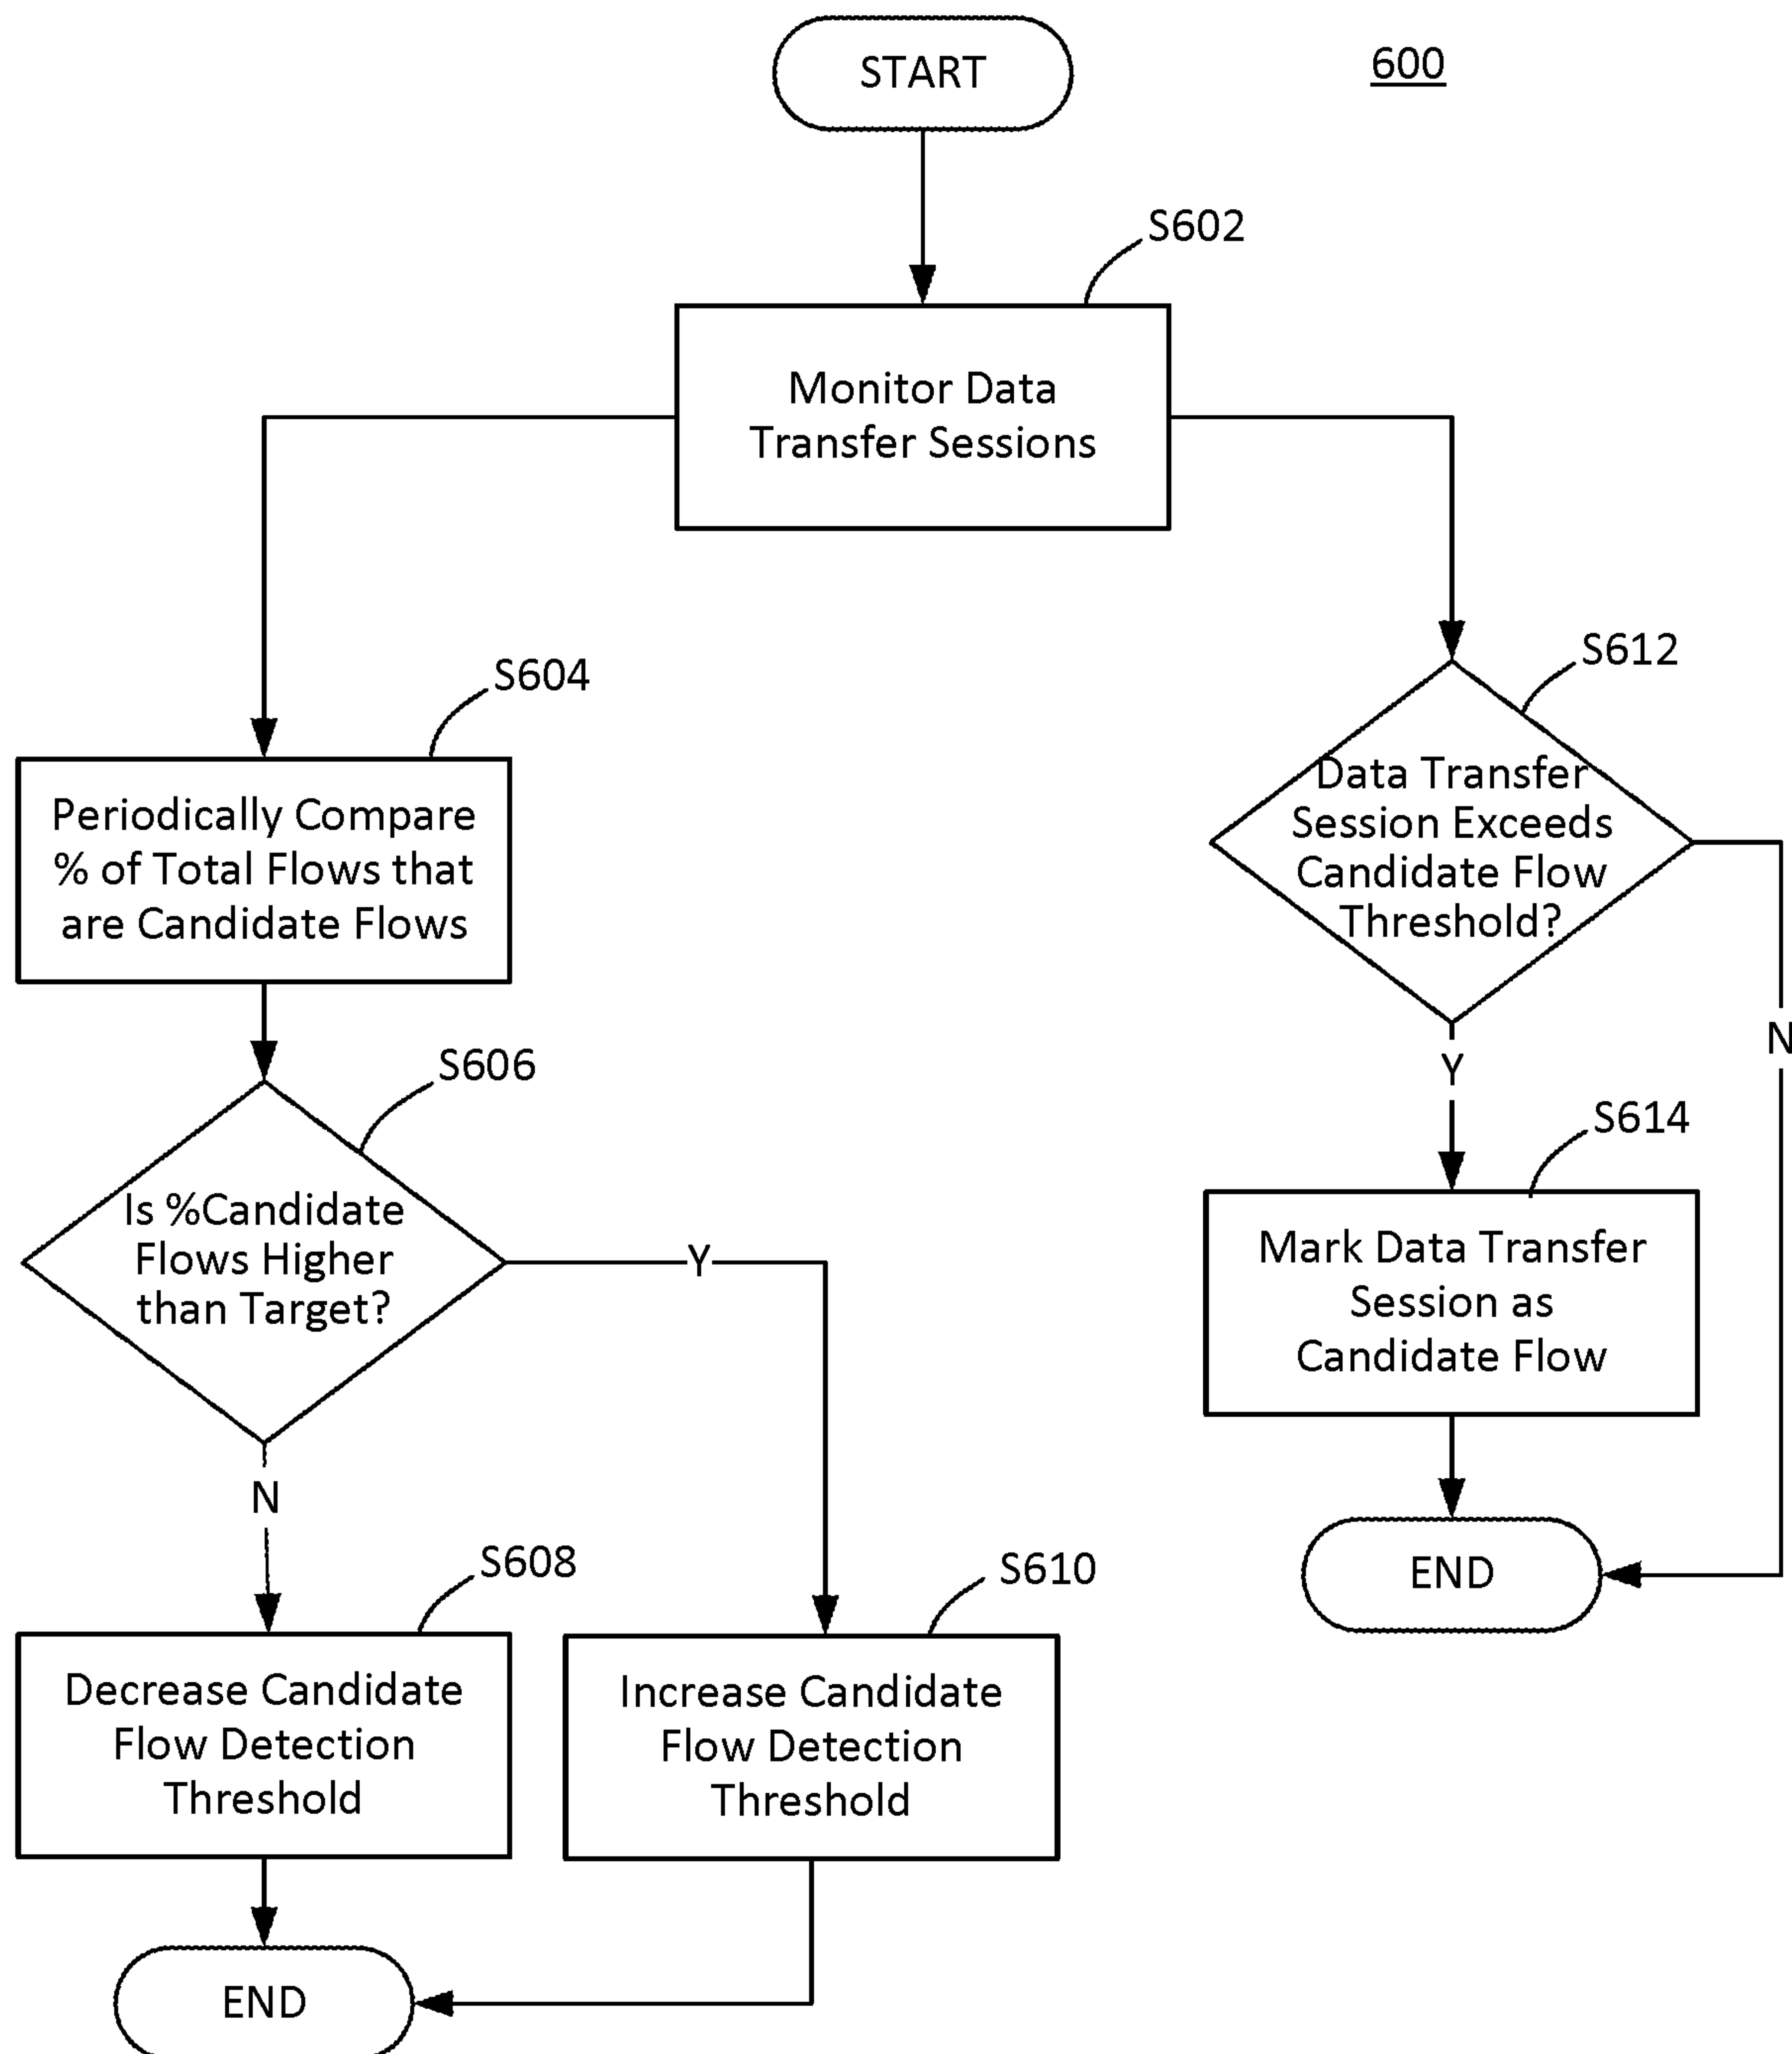 START
600
S602
Monitor Data
Transfer Sessions
S604
Periodically Compare
% of Total Flows that
are Candidate Flows
S612
Data Transfer
Session Exceeds
Candidate Flow
Threshold?
N
Y
S606
Is %Candidate
Flows Higher
than Target?
Y
N
S614
Mark Data Transfer
Session as
Candidate Flow
END
S608
Decrease Candidate
Flow Detection
Threshold
S610
Increase Candidate
Flow Detection
Threshold
END